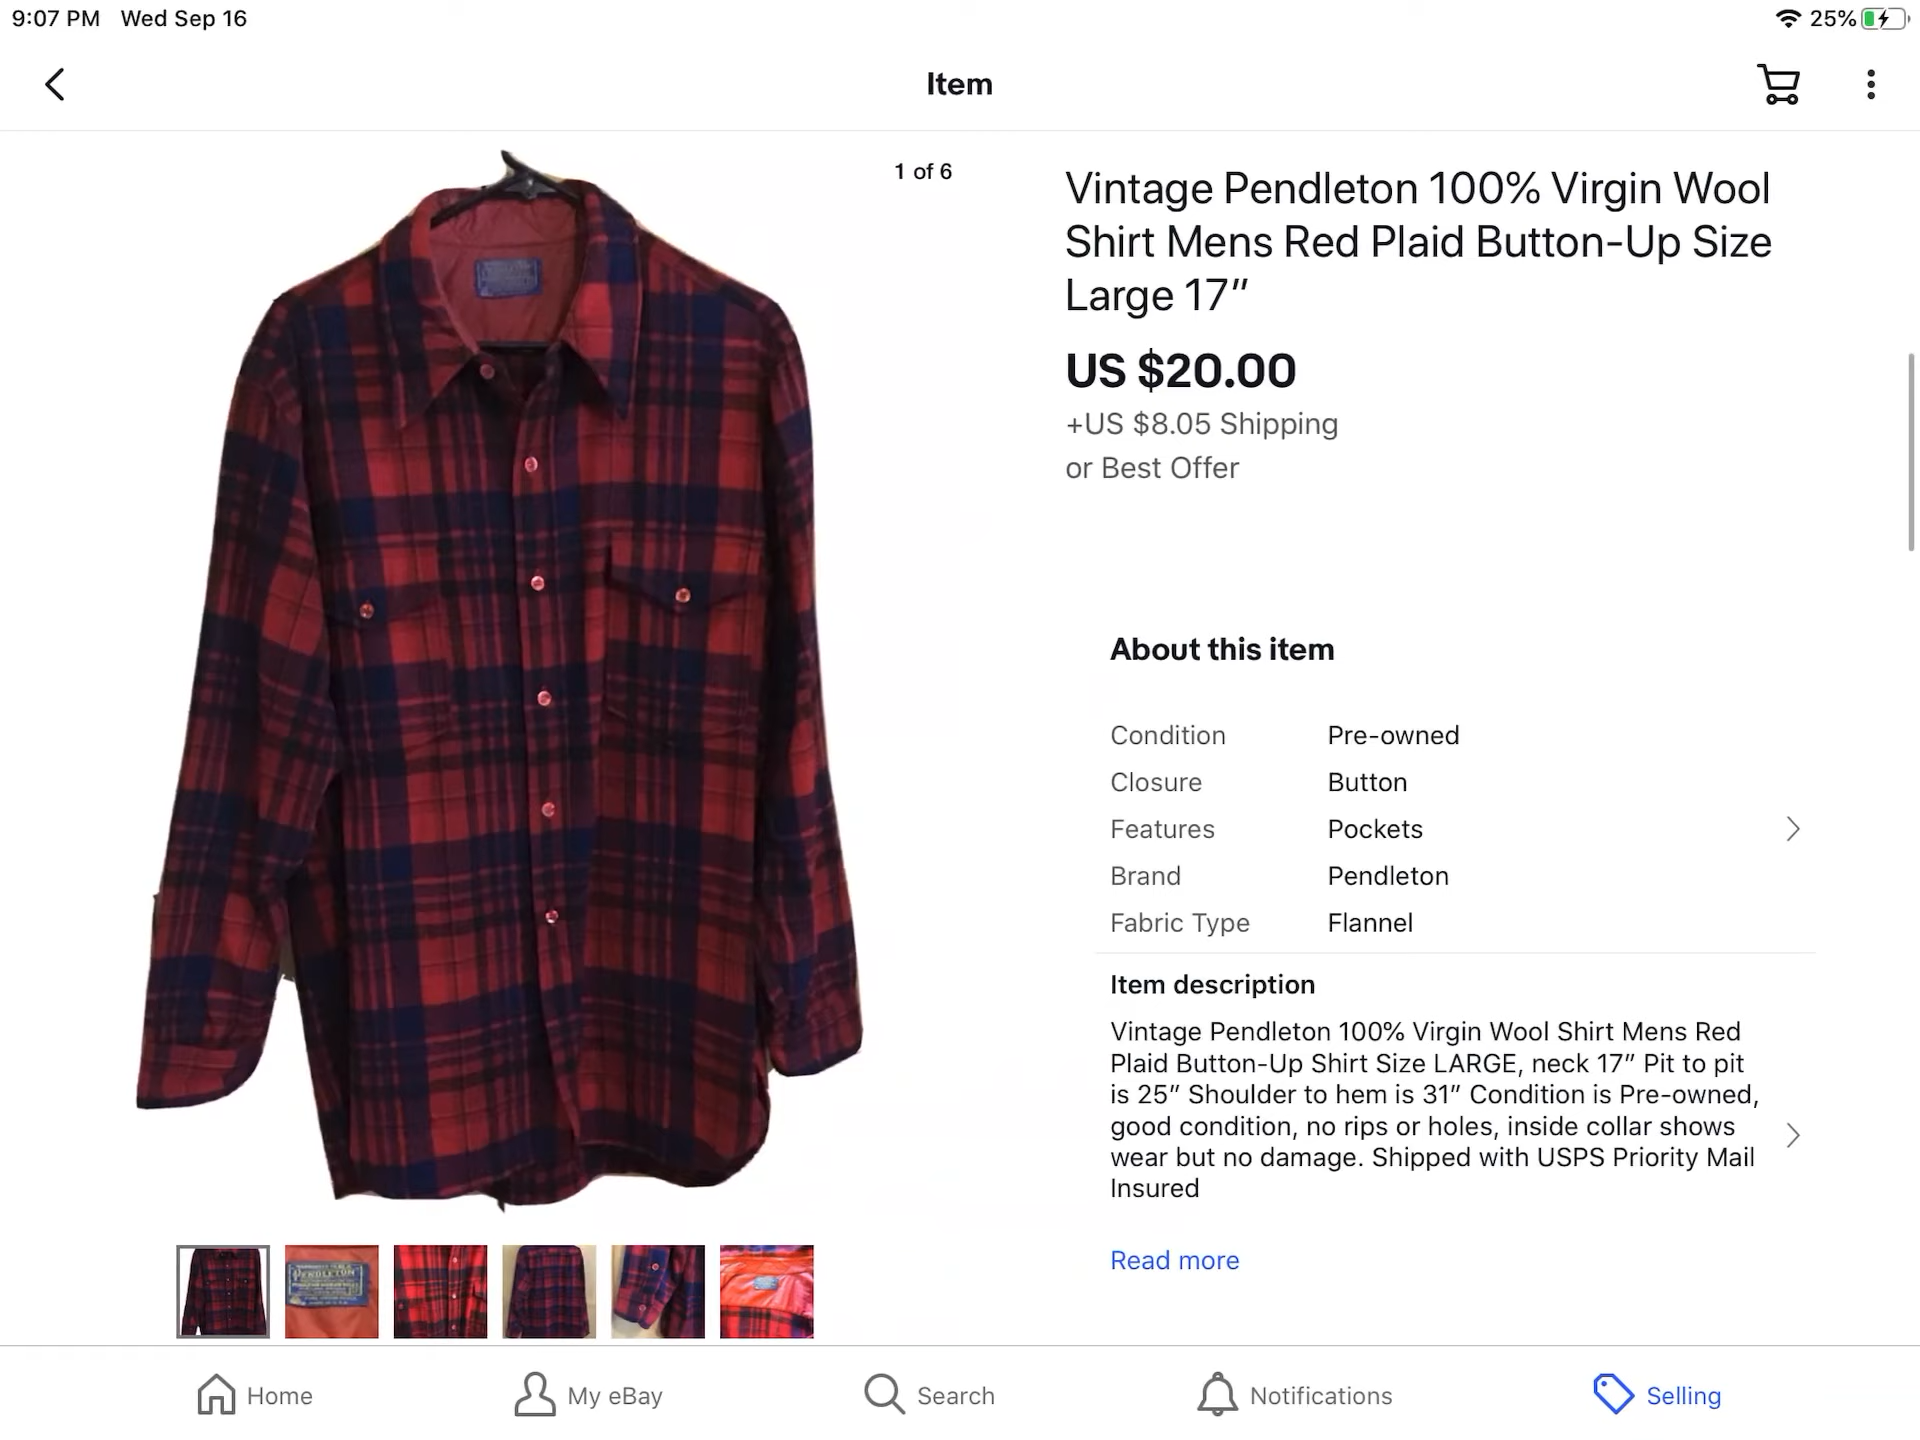 9:07 PM Wed Sep 16
25%
Item
1 of 6
Vintage Pendleton 100% Virgin Wool
Shirt Mens Red Plaid Button-Up Size
Large 17”
US $20.00
+US $8.05 Shipping
or Best Offer
About this item
Condition Pre-owned
Closure Button
Features Pockets
Brand Pendleton
Fabric Type Flannel
Item description
Vintage Pendleton 100% Virgin Wool Shirt Mens Red
Plaid Button-Up Shirt Size LARGE, neck 17” Pit to pit
is 25” Shoulder to hem is 31” Condition is Pre-owned,
good condition, no rips or holes, inside collar shows
wear but no damage. Shipped with USPS Priority Mail
Insured
Read more
PENDLETON
Home
My eBay
Search
Notifications
Selling